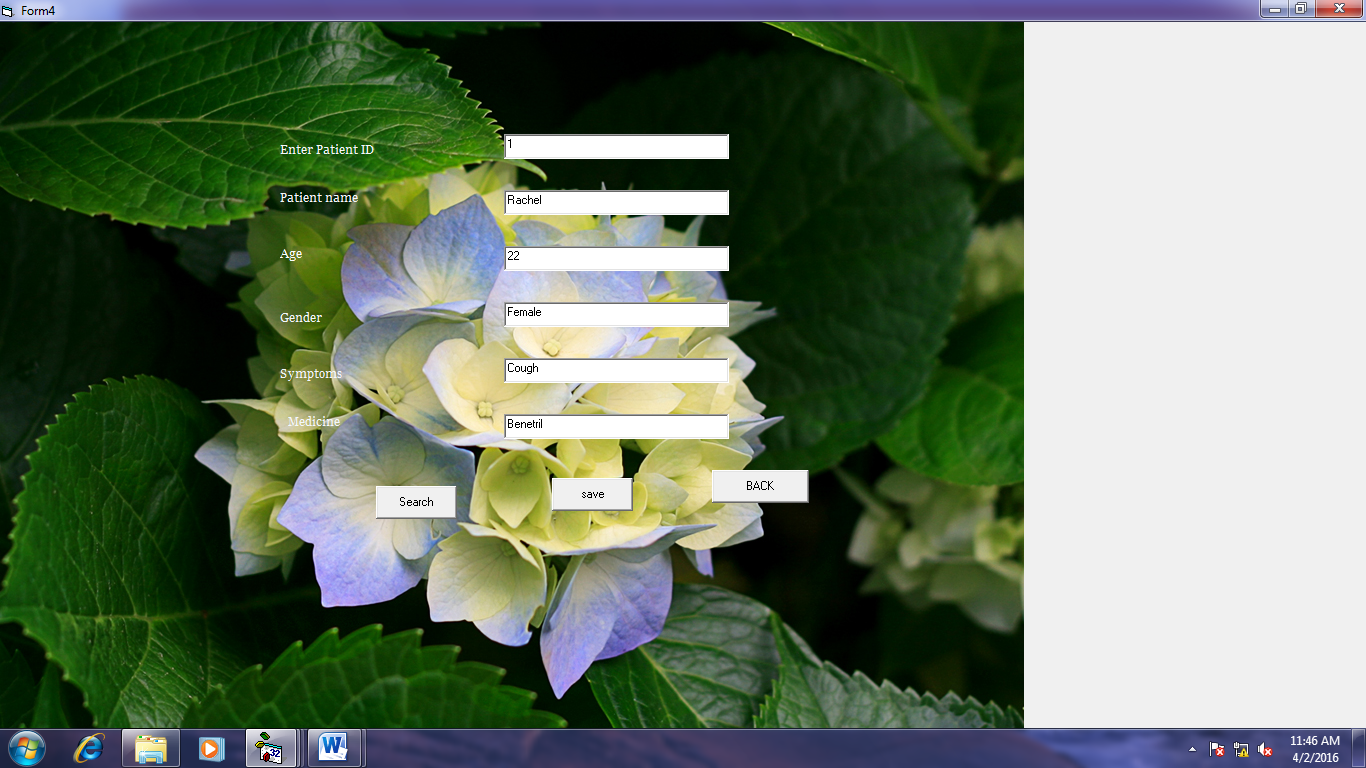 Form4
Enter Patient ID 1
Patient name Rachel
Age 22
Gender Female
Symptoms Cough
Medicine Benetril
Search save BACK
32
11:46 AM
4/2/2016